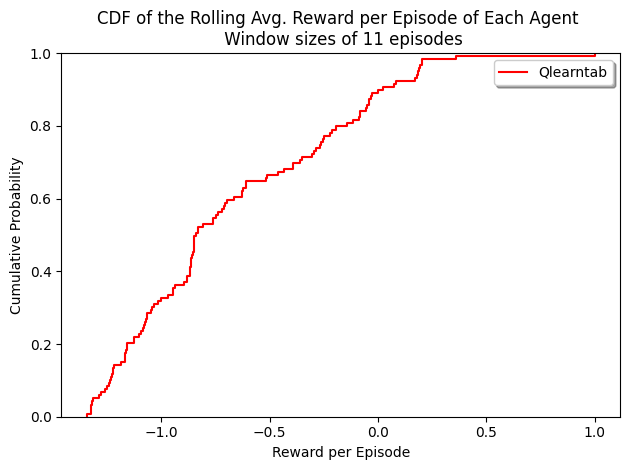 CDF of the Rolling Avg. Reward per Episode of Each Agent
Window sizes of 11 episodes
Qlearntab
Cumulative Probability
1.0
0.8
0.6
0.4
0.2
0.0
−1.0 −0.5 0.0 0.5 1.0
Reward per Episode